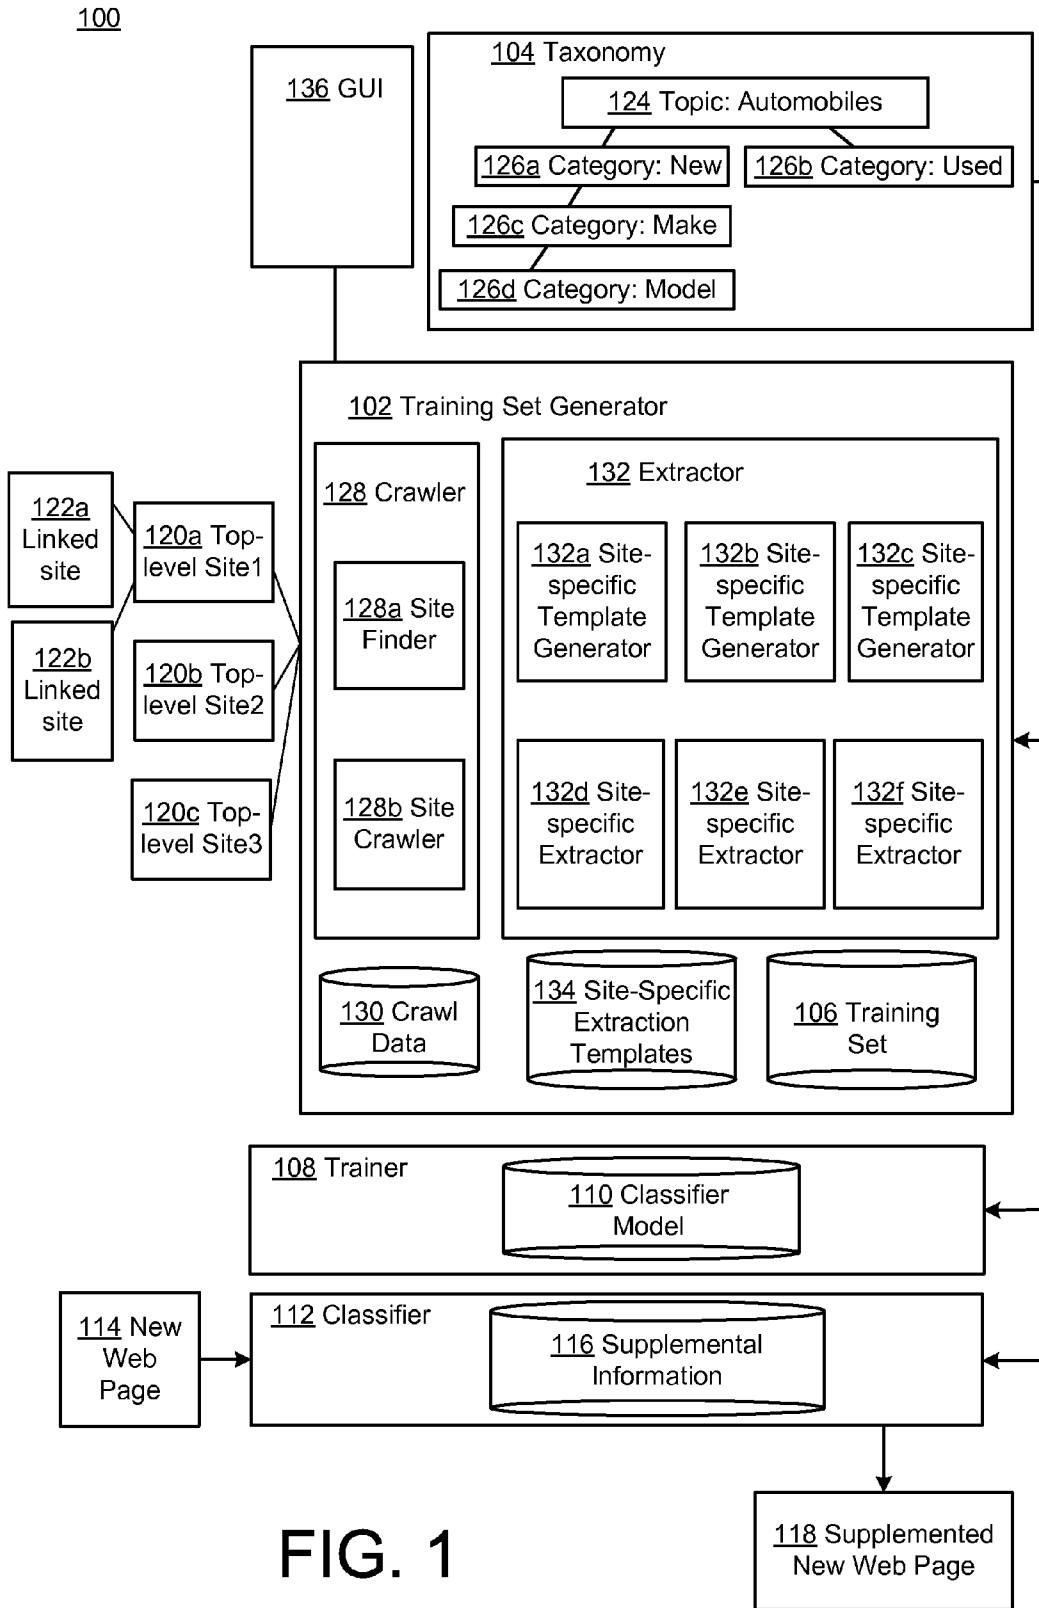 100
136 GUI
104 Taxonomy
124 Topic: Automobiles
126a Category: New
126b Category: Used
126c Category: Make
126d Category: Model
102 Training Set Generator
128 Crawler
132 Extractor
122a
Linked
site
120a Top-
level Site1
122b
Linked
site
120b Top-
level Site2
120c Top-
level Site3
128a Site
Finder
128b Site
Crawler
132a Site-
specific
Template
Generator
132b Site-
specific
Template
Generator
132c Site-
specific
Template
Generator
132d Site-
specific
Extractor
132e Site-
specific
Extractor
132f Site-
specific
Extractor
130 Crawl
Data
134 Site-Specific
Extraction
Templates
106 Training
Set
108 Trainer
110 Classifier
Model
114 New
Web
Page
112 Classifier
116 Supplemental
Information
118 Supplemented
New Web Page
FIG. 1